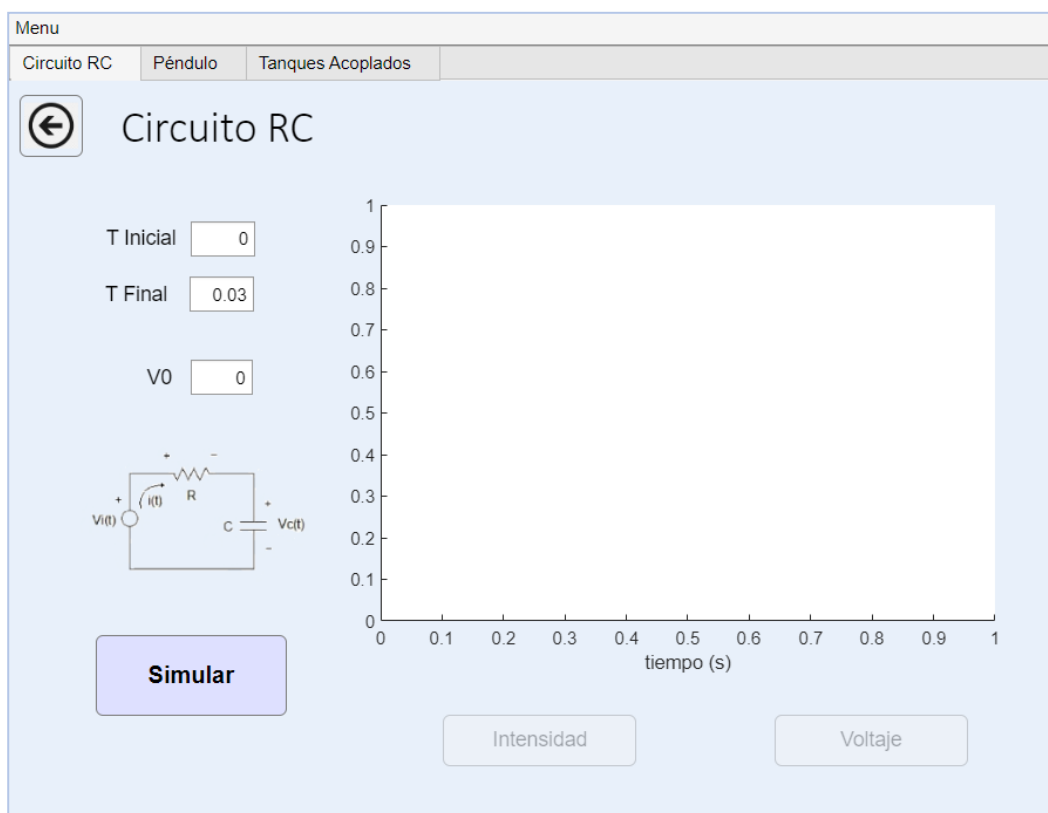 Menu
Circuito RC Péndulo Tanques Acoplados
Circuito RC
T Inicial 0
T Final 0.03
V0 0
+ −
R
+ i(t) +
Vi(t) C Vc(t)
−
Simular
1
0.9
0.8
0.7
0.6
0.5
0.4
0.3
0.2
0.1
0
0 0.1 0.2 0.3 0.4 0.5 0.6 0.7 0.8 0.9 1
tiempo (s)
Intensidad Voltaje